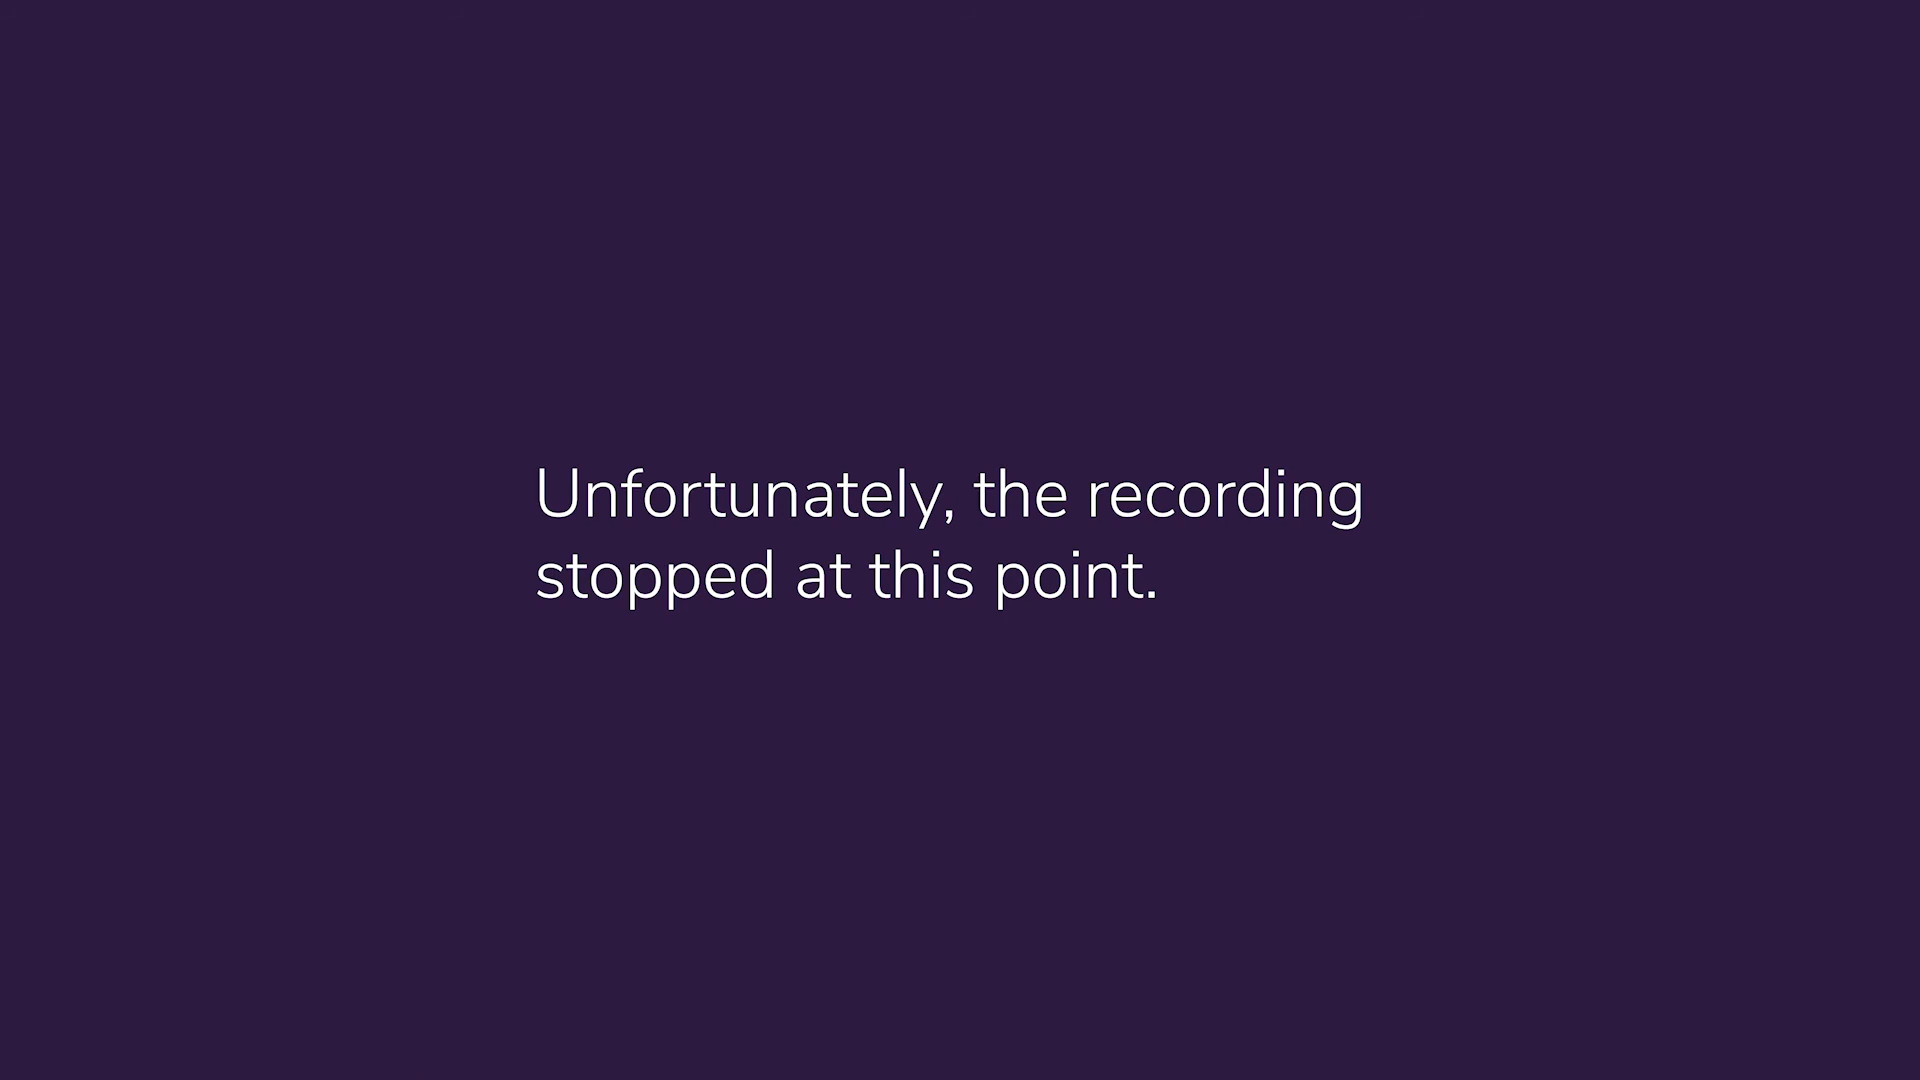 Unfortunately, the recording
stopped at this point.